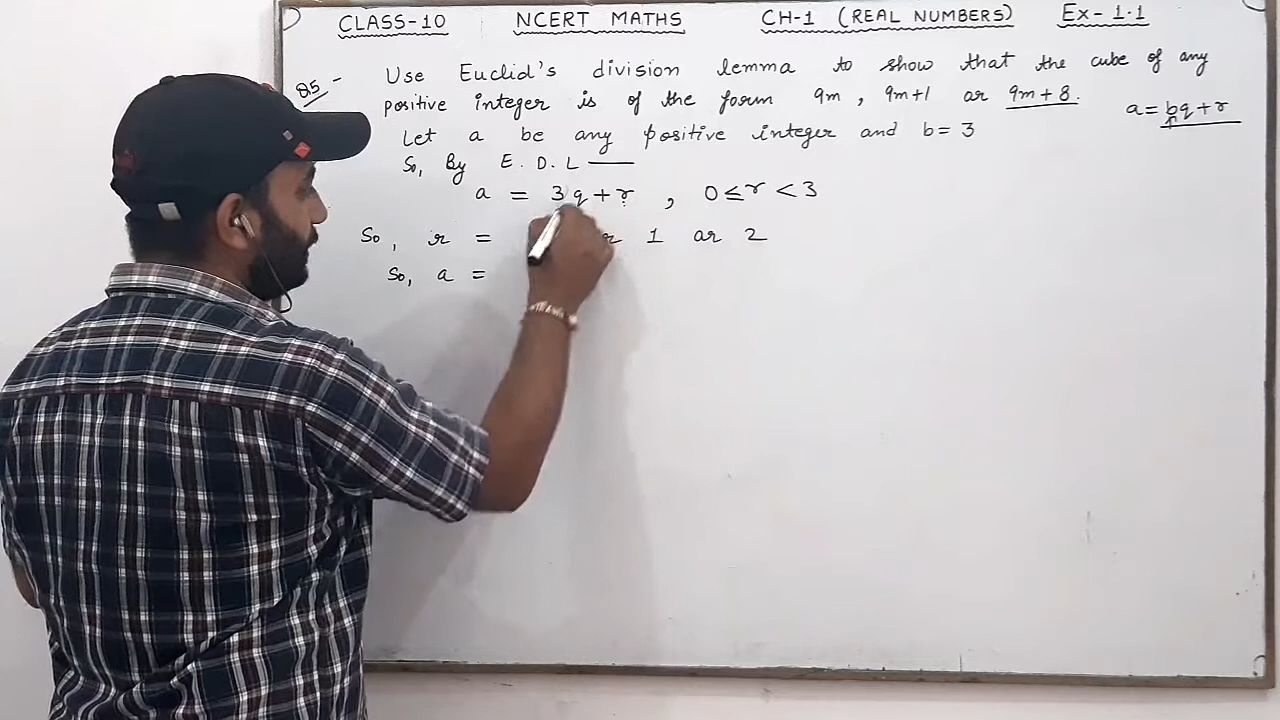 CLASS-10 NCERT MATHS CH-1 (REAL NUMBERS) Ex- 1.1
Q5 - Use Euclid's division lemma to show that the cube of any
positive integer is of the form 9m, 9m+1 or 9m+8.
a = bq+r
Let a be any positive integer and b=3
So, By E.D.L
a = 3q+r, 0≤r<3
So, r = 1 or 2
So, a =